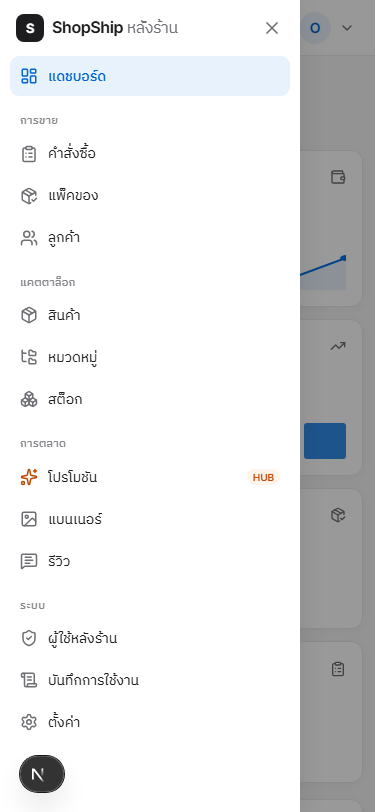 S ShopShip หลังร้าน
O
แดชบอร์ด
การขาย
คำสั่งซื้อ
แพ็คของ
ลูกค้า
แคตตาล็อก
สินค้า
หมวดหมู่
สต็อก
การตลาด
โปรโมชัน HUB
แบนเนอร์
รีวิว
ระบบ
ผู้ใช้หลังร้าน
บันทึกการใช้งาน
ตั้งค่า
N